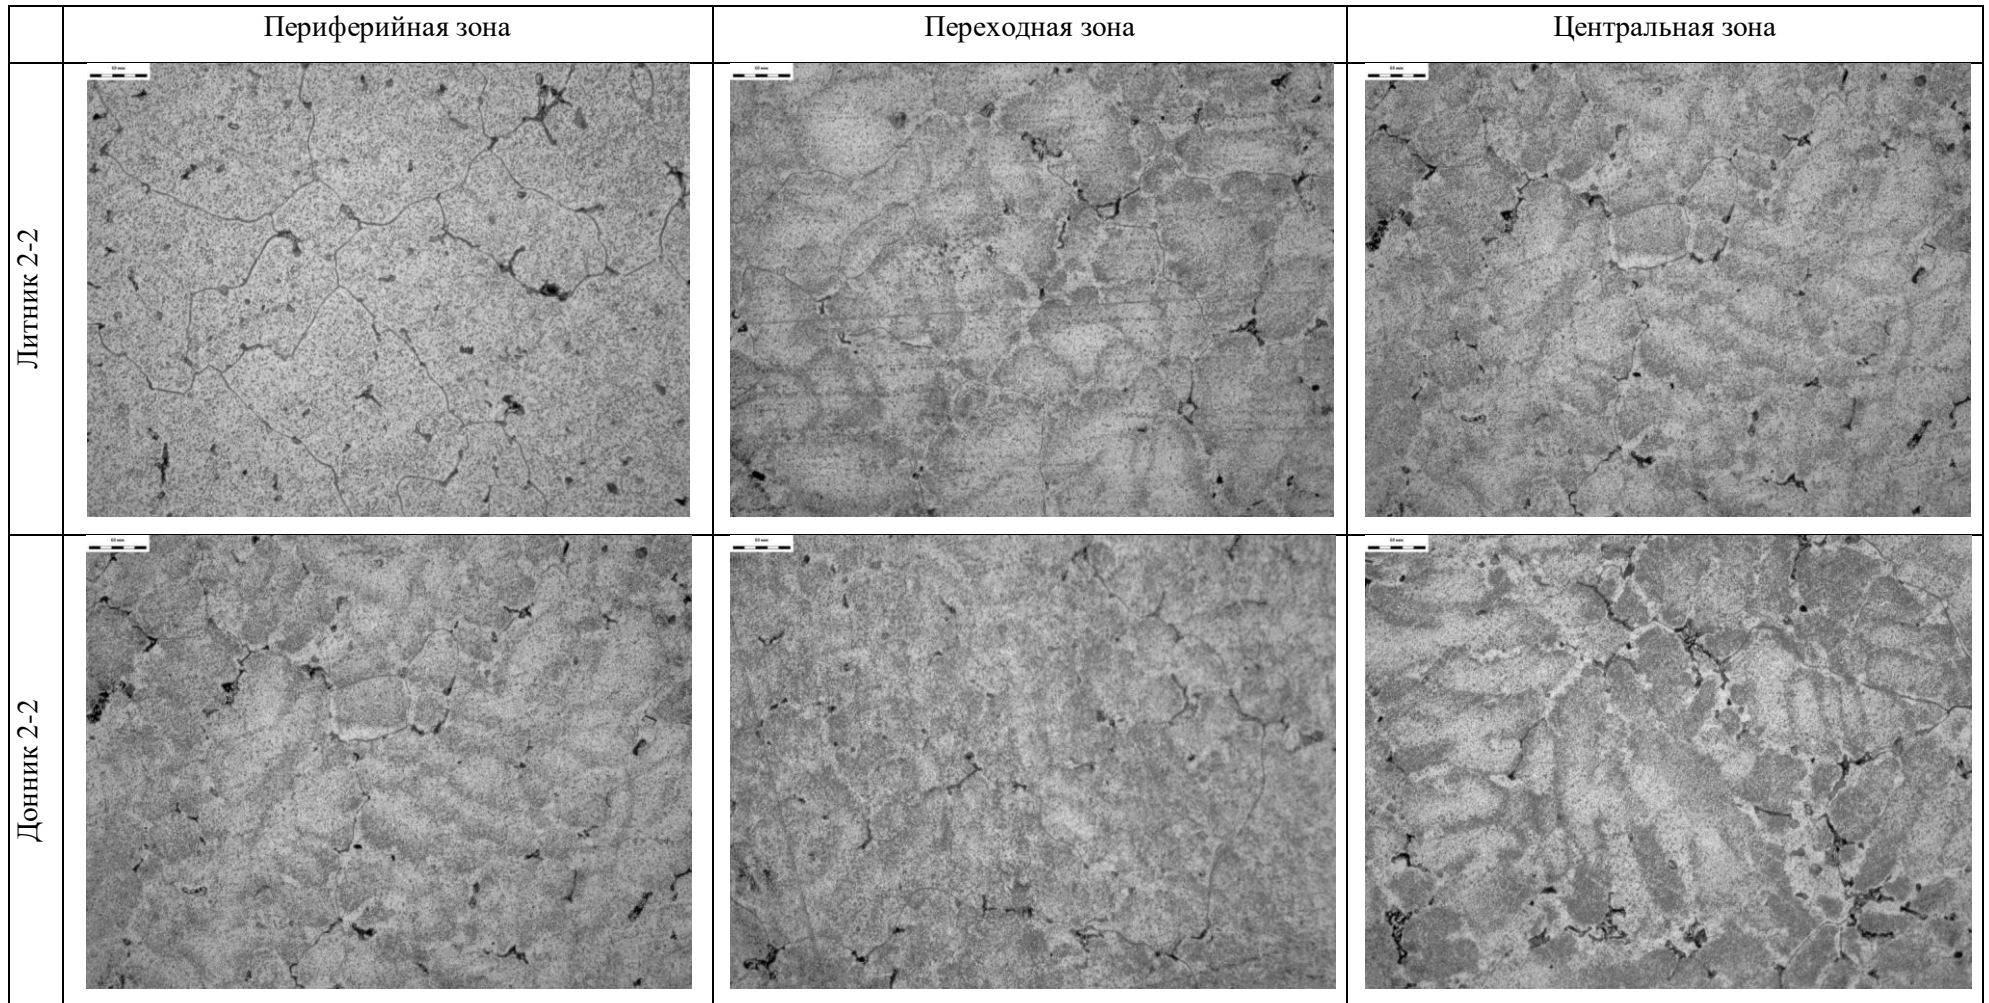 Периферийная зона
Переходная зона
Центральная зона
Литник 2-2
Донник 2-2